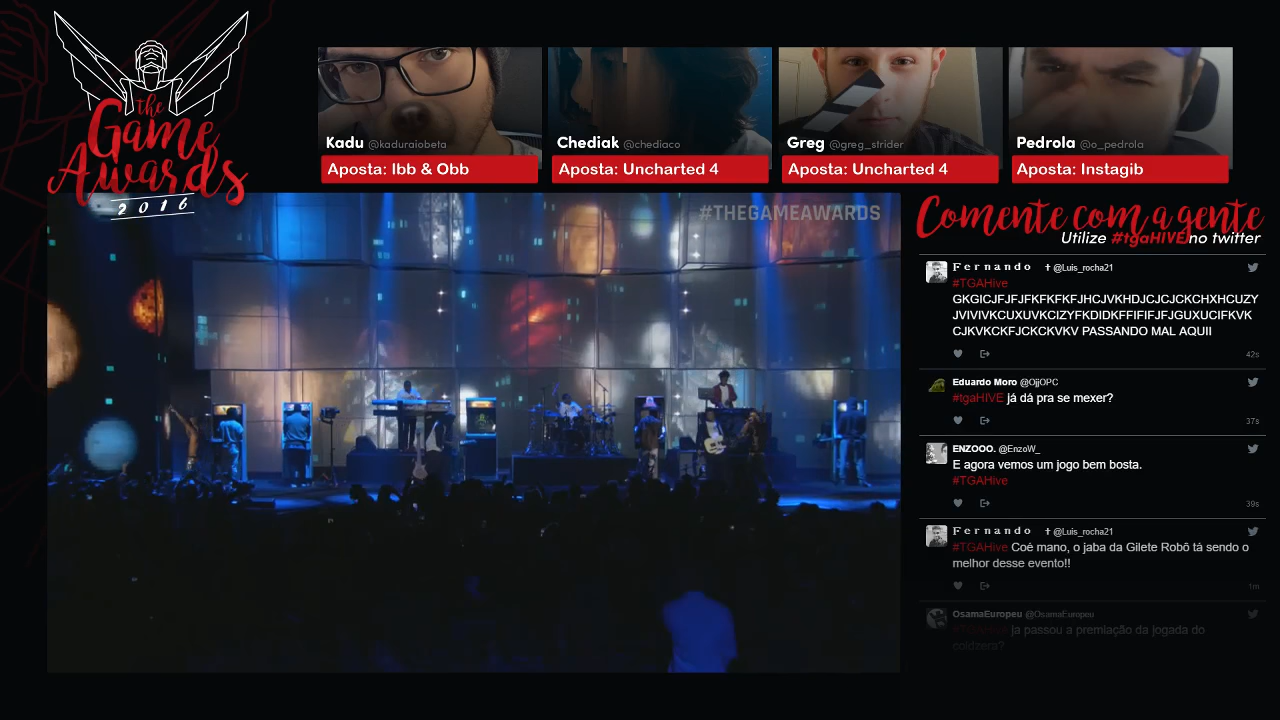 the
Game
Awards
2016
Kadu @kaduraiobeta
Aposta: Ibb & Obb
Chediak @chediaco
Aposta: Uncharted 4
Greg @greg_strider
Aposta: Uncharted 4
Pedrola @o_pedrola
Aposta: Instagib
#THEGAMEAWARDS
Comente com a gente
Utilize #tgaHIVE no twitter
Fernando ✝ @Luis_rocha21
#TGAHive
GKGICJFJFJFKFKFKFJHCJVKHDJCJCJCKCHXHCUZY
JVIVIVKCUXUVKCIZYFKDIDKFFIFIFJFJGUXUCIFKVK
CJKVKCKFJCKCKVKV PASSANDO MAL AQUII
42s
Eduardo Moro @OjjOPC
#tgaHIVE já dá pra se mexer?
37s
ENZOOO. @EnzoW_
E agora vemos um jogo bem bosta.
#TGAHive
39s
Fernando ✝ @Luis_rocha21
#TGAHive Coé mano, o jaba da Gilete Robô tá sendo o
melhor desse evento!!
1m
OsamaEuropeu @OsamaEuropeu
ja passou a premiação da jogada do
coldzera?